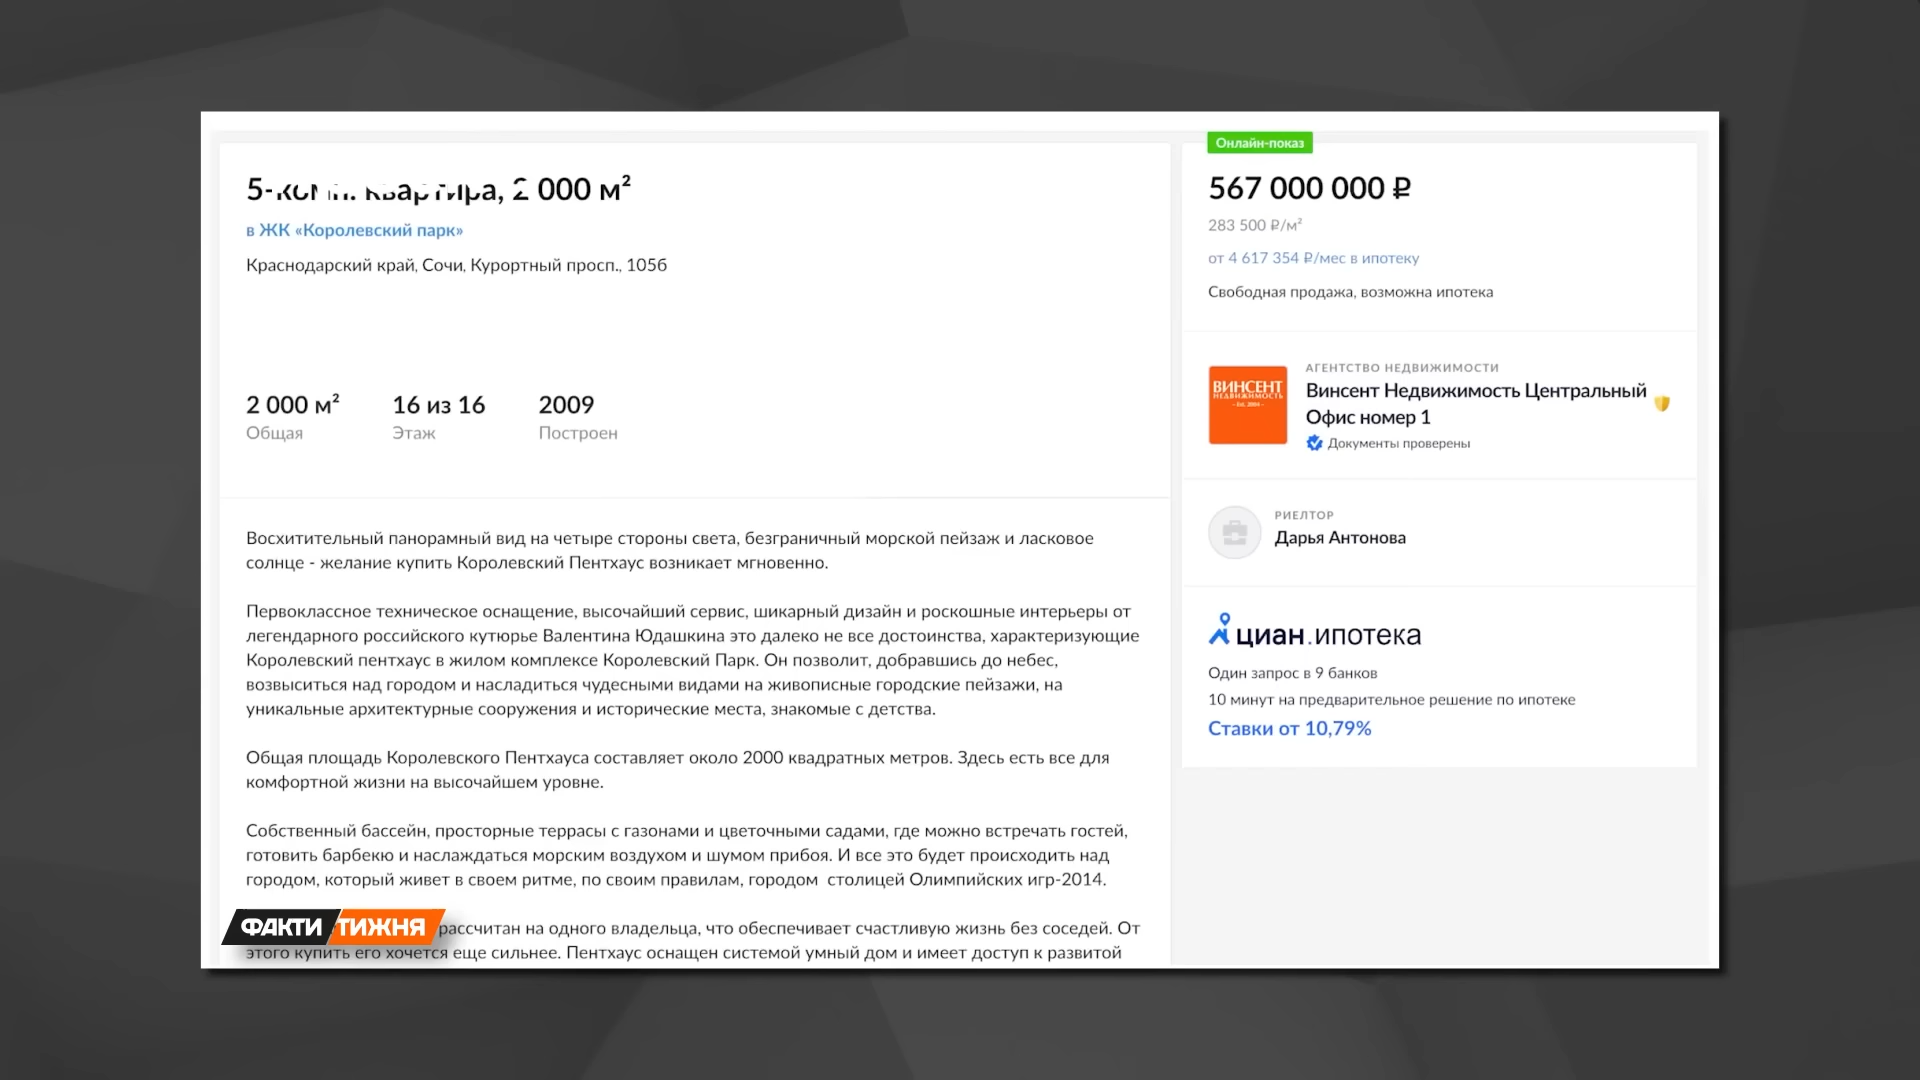 5-комн. квартира, 2 000 м²
в ЖК «Королевский парк»
Краснодарский край, Сочи, Курортный просп., 105б
2 000 м² 16 из 16 2009
Общая Этаж Построен
Восхитительный панорамный вид на четыре стороны света, безграничный морской пейзаж и ласковое
солнце - желание купить Королевский Пентхаус возникает мгновенно.
Первоклассное техническое оснащение, высочайший сервис, шикарный дизайн и роскошные интерьеры от
легендарного российского кутюрье Валентина Юдашкина это далеко не все достоинства, характеризующие
Королевский пентхаус в жилом комплексе Королевский Парк. Он позволит, добравшись до небес,
возвыситься над городом и насладиться чудесными видами на живописные городские пейзажи, на
уникальные архитектурные сооружения и исторические места, знакомые с детства.
Общая площадь Королевского Пентхауса составляет около 2000 квадратных метров. Здесь есть все для
комфортной жизни на высочайшем уровне.
Собственный бассейн, просторные террасы с газонами и цветочными садами, где можно встречать гостей,
готовить барбекю и наслаждаться морским воздухом и шумом прибоя. И все это будет происходить над
городом, который живет в своем ритме, по своим правилам, городом столицей Олимпийских игр-2014.
рассчитан на одного владельца, что обеспечивает счастливую жизнь без соседей. От
этого купить его хочется еще сильнее. Пентхаус оснащен системой умный дом и имеет доступ к развитой
ФАКТИ ТИЖНЯ
Онлайн-показ
567 000 000 ₽
283 500 ₽/м²
от 4 617 354 ₽/мес в ипотеку
Свободная продажа, возможна ипотека
ВИНСЕНТ
НЕДВИЖИМОСТЬ
– Est. 2004 –
АГЕНТСТВО НЕДВИЖИМОСТИ
Винсент Недвижимость Центральный
Офис номер 1
Документы проверены
РИЕЛТОР
Дарья Антонова
циан.ипотека
Один запрос в 9 банков
10 минут на предварительное решение по ипотеке
Ставки от 10,79%